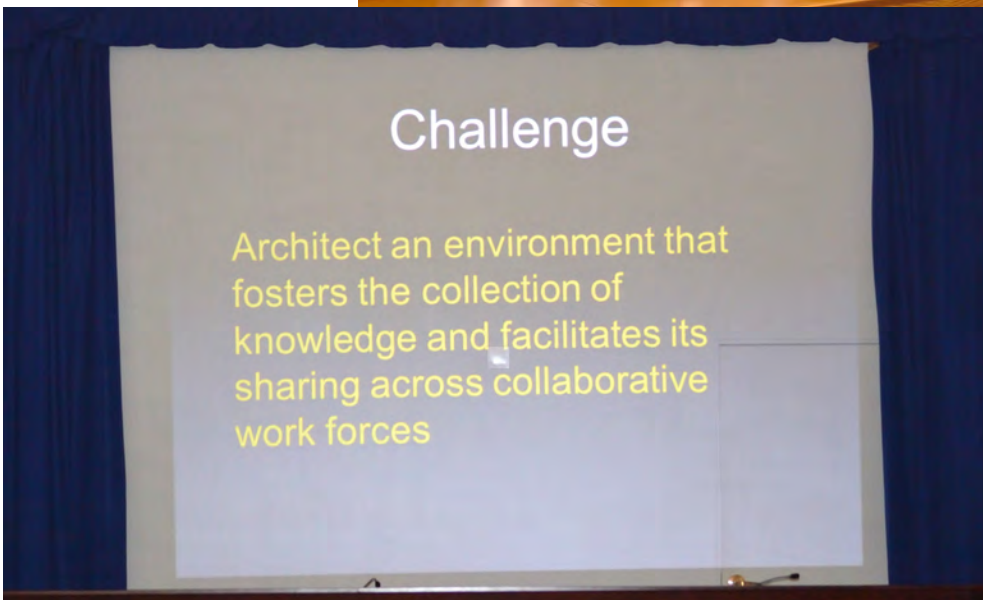 Challenge
Architect an environment that
fosters the collection of
knowledge and facilitates its
sharing across collaborative
work forces